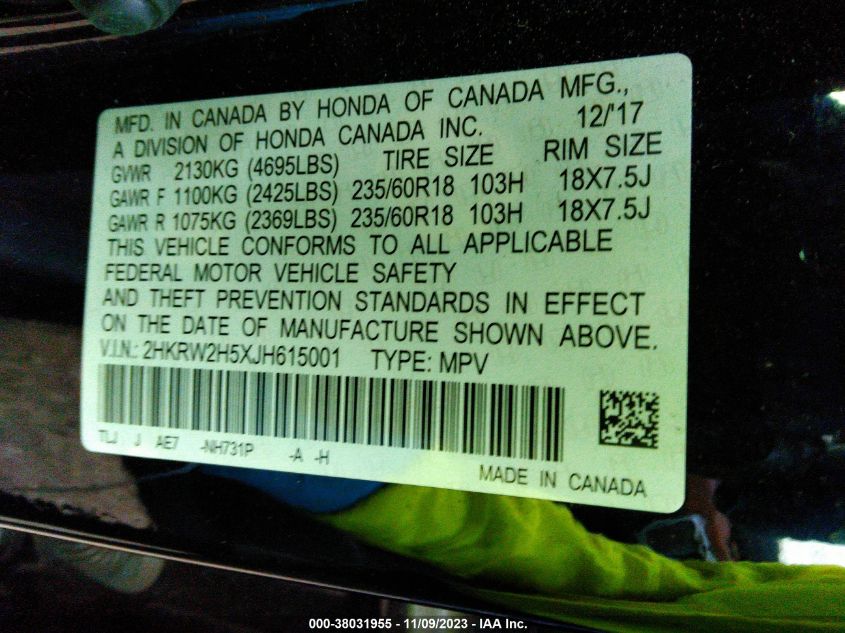 MFD. IN CANADA BY HONDA OF CANADA MFG.,
A DIVISION OF HONDA CANADA INC. 12/'17
GVWR 2130KG (4695LBS) TIRE SIZE RIM SIZE
GAWR F 1100KG (2425LBS) 235/60R18 103H 18X7.5J
GAWR R 1075KG (2369LBS) 235/60R18 103H 18X7.5J
THIS VEHICLE CONFORMS TO ALL APPLICABLE
FEDERAL MOTOR VEHICLE SAFETY
AND THEFT PREVENTION STANDARDS IN EFFECT
ON THE DATE OF MANUFACTURE SHOWN ABOVE.
V.I.N.: 2HKRW2H5XJH615001 TYPE: MPV
TLJ J AE7 -NH731P -A -H
MADE IN CANADA
000-38031955 - 11/09/2023 - IAA Inc.